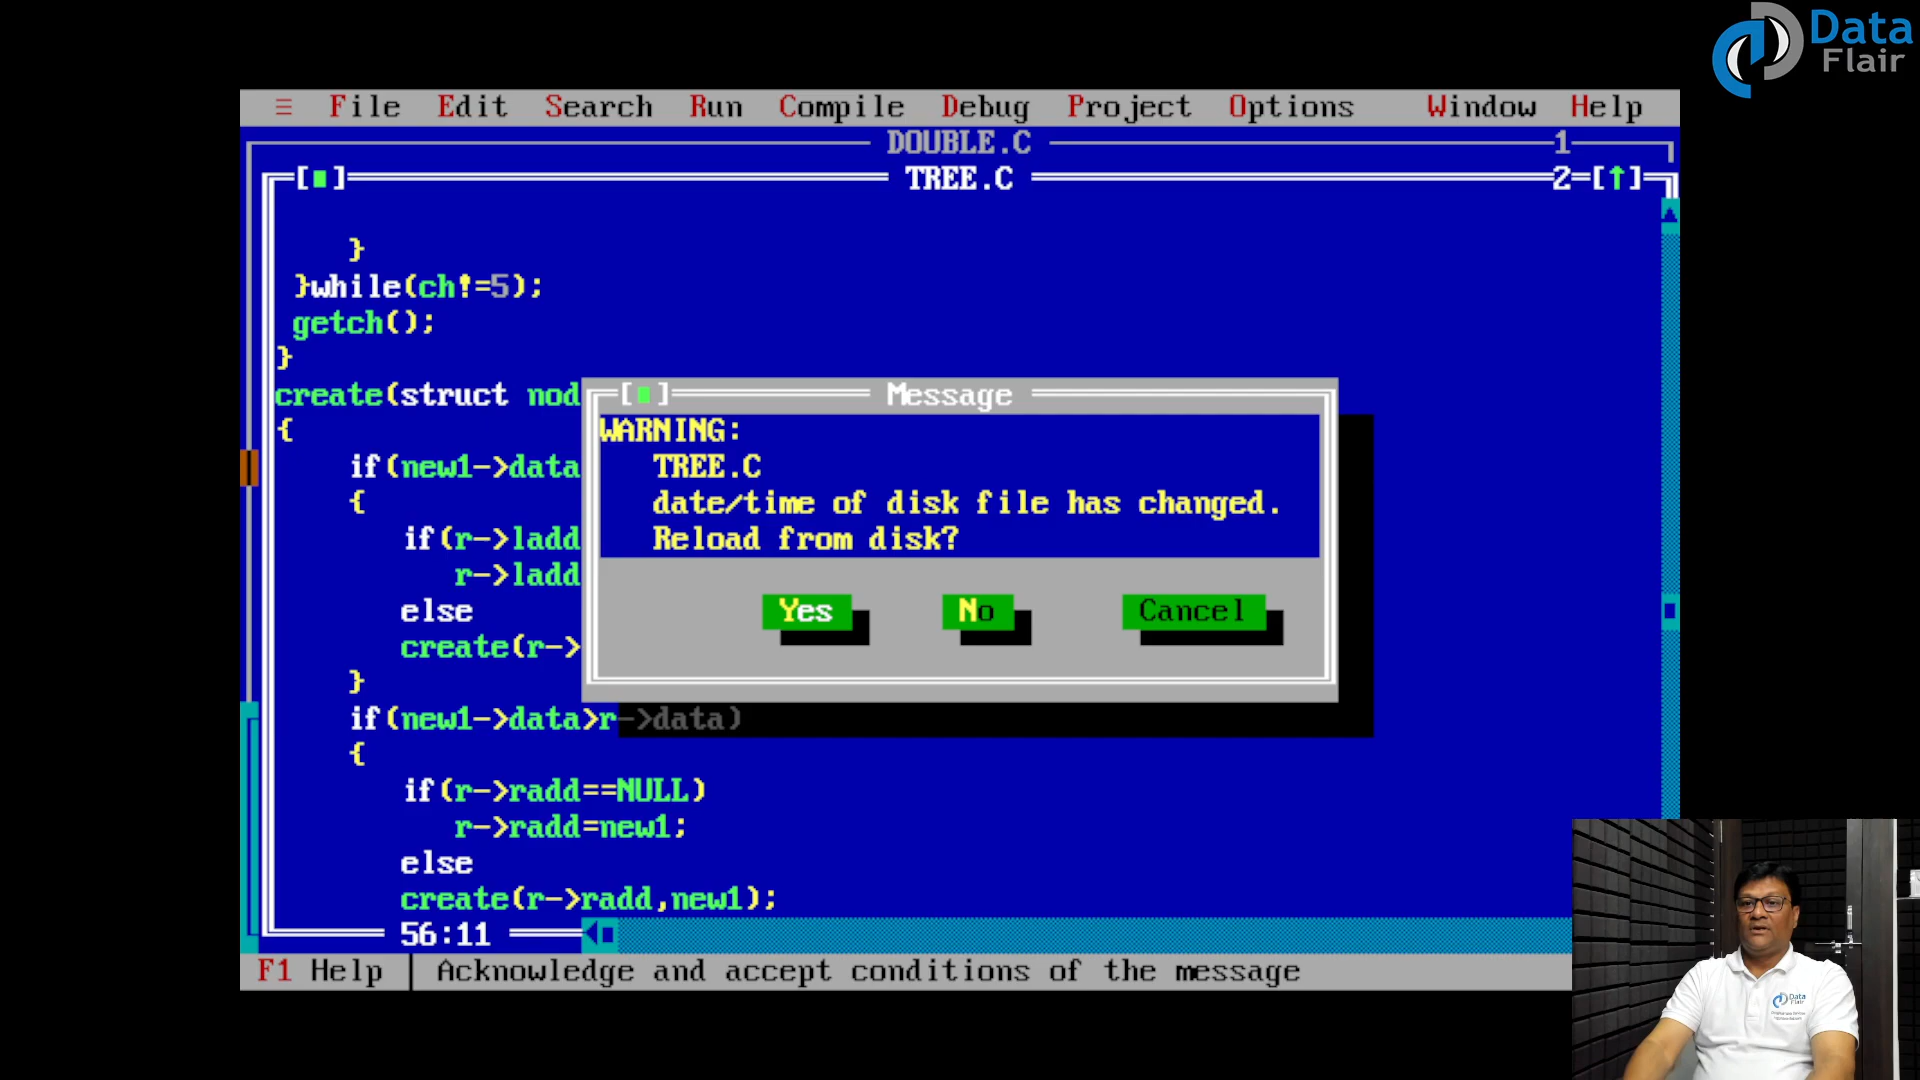 Data
Flair
≡ File Edit Search Run Compile Debug Project Options Window Help
DOUBLE.C 1
[■] TREE.C 2=[↑]
}
}while(ch!=5);
getch();
}
create(struct nod
{
if(new1->data
{
if(r->ladd
r->ladd
else
create(r->
}
if(new1->data>r->data)
{
if(r->radd==NULL)
r->radd=new1;
else
create(r->radd,new1);
56:11
[■] Message
WARNING:
TREE.C
date/time of disk file has changed.
Reload from disk?
Yes No Cancel
F1 Help | Acknowledge and accept conditions of the message
Data
Flair